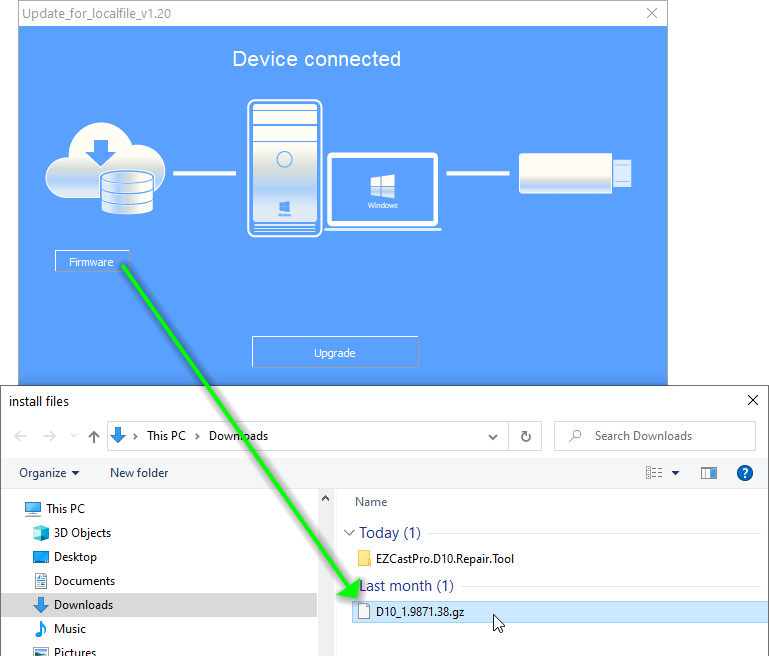 Update_for_localfile_v1.20
Device connected
Windows
Windows
Firmware
Upgrade
install files
This PC
Downloads
Search Downloads
Organize
New folder
?
Name
This PC
3D Objects
Desktop
Documents
Downloads
Music
Pictures
Today (1)
EZCastPro.D10.Repair.Tool
Last month (1)
D10_1.9871.38.gz